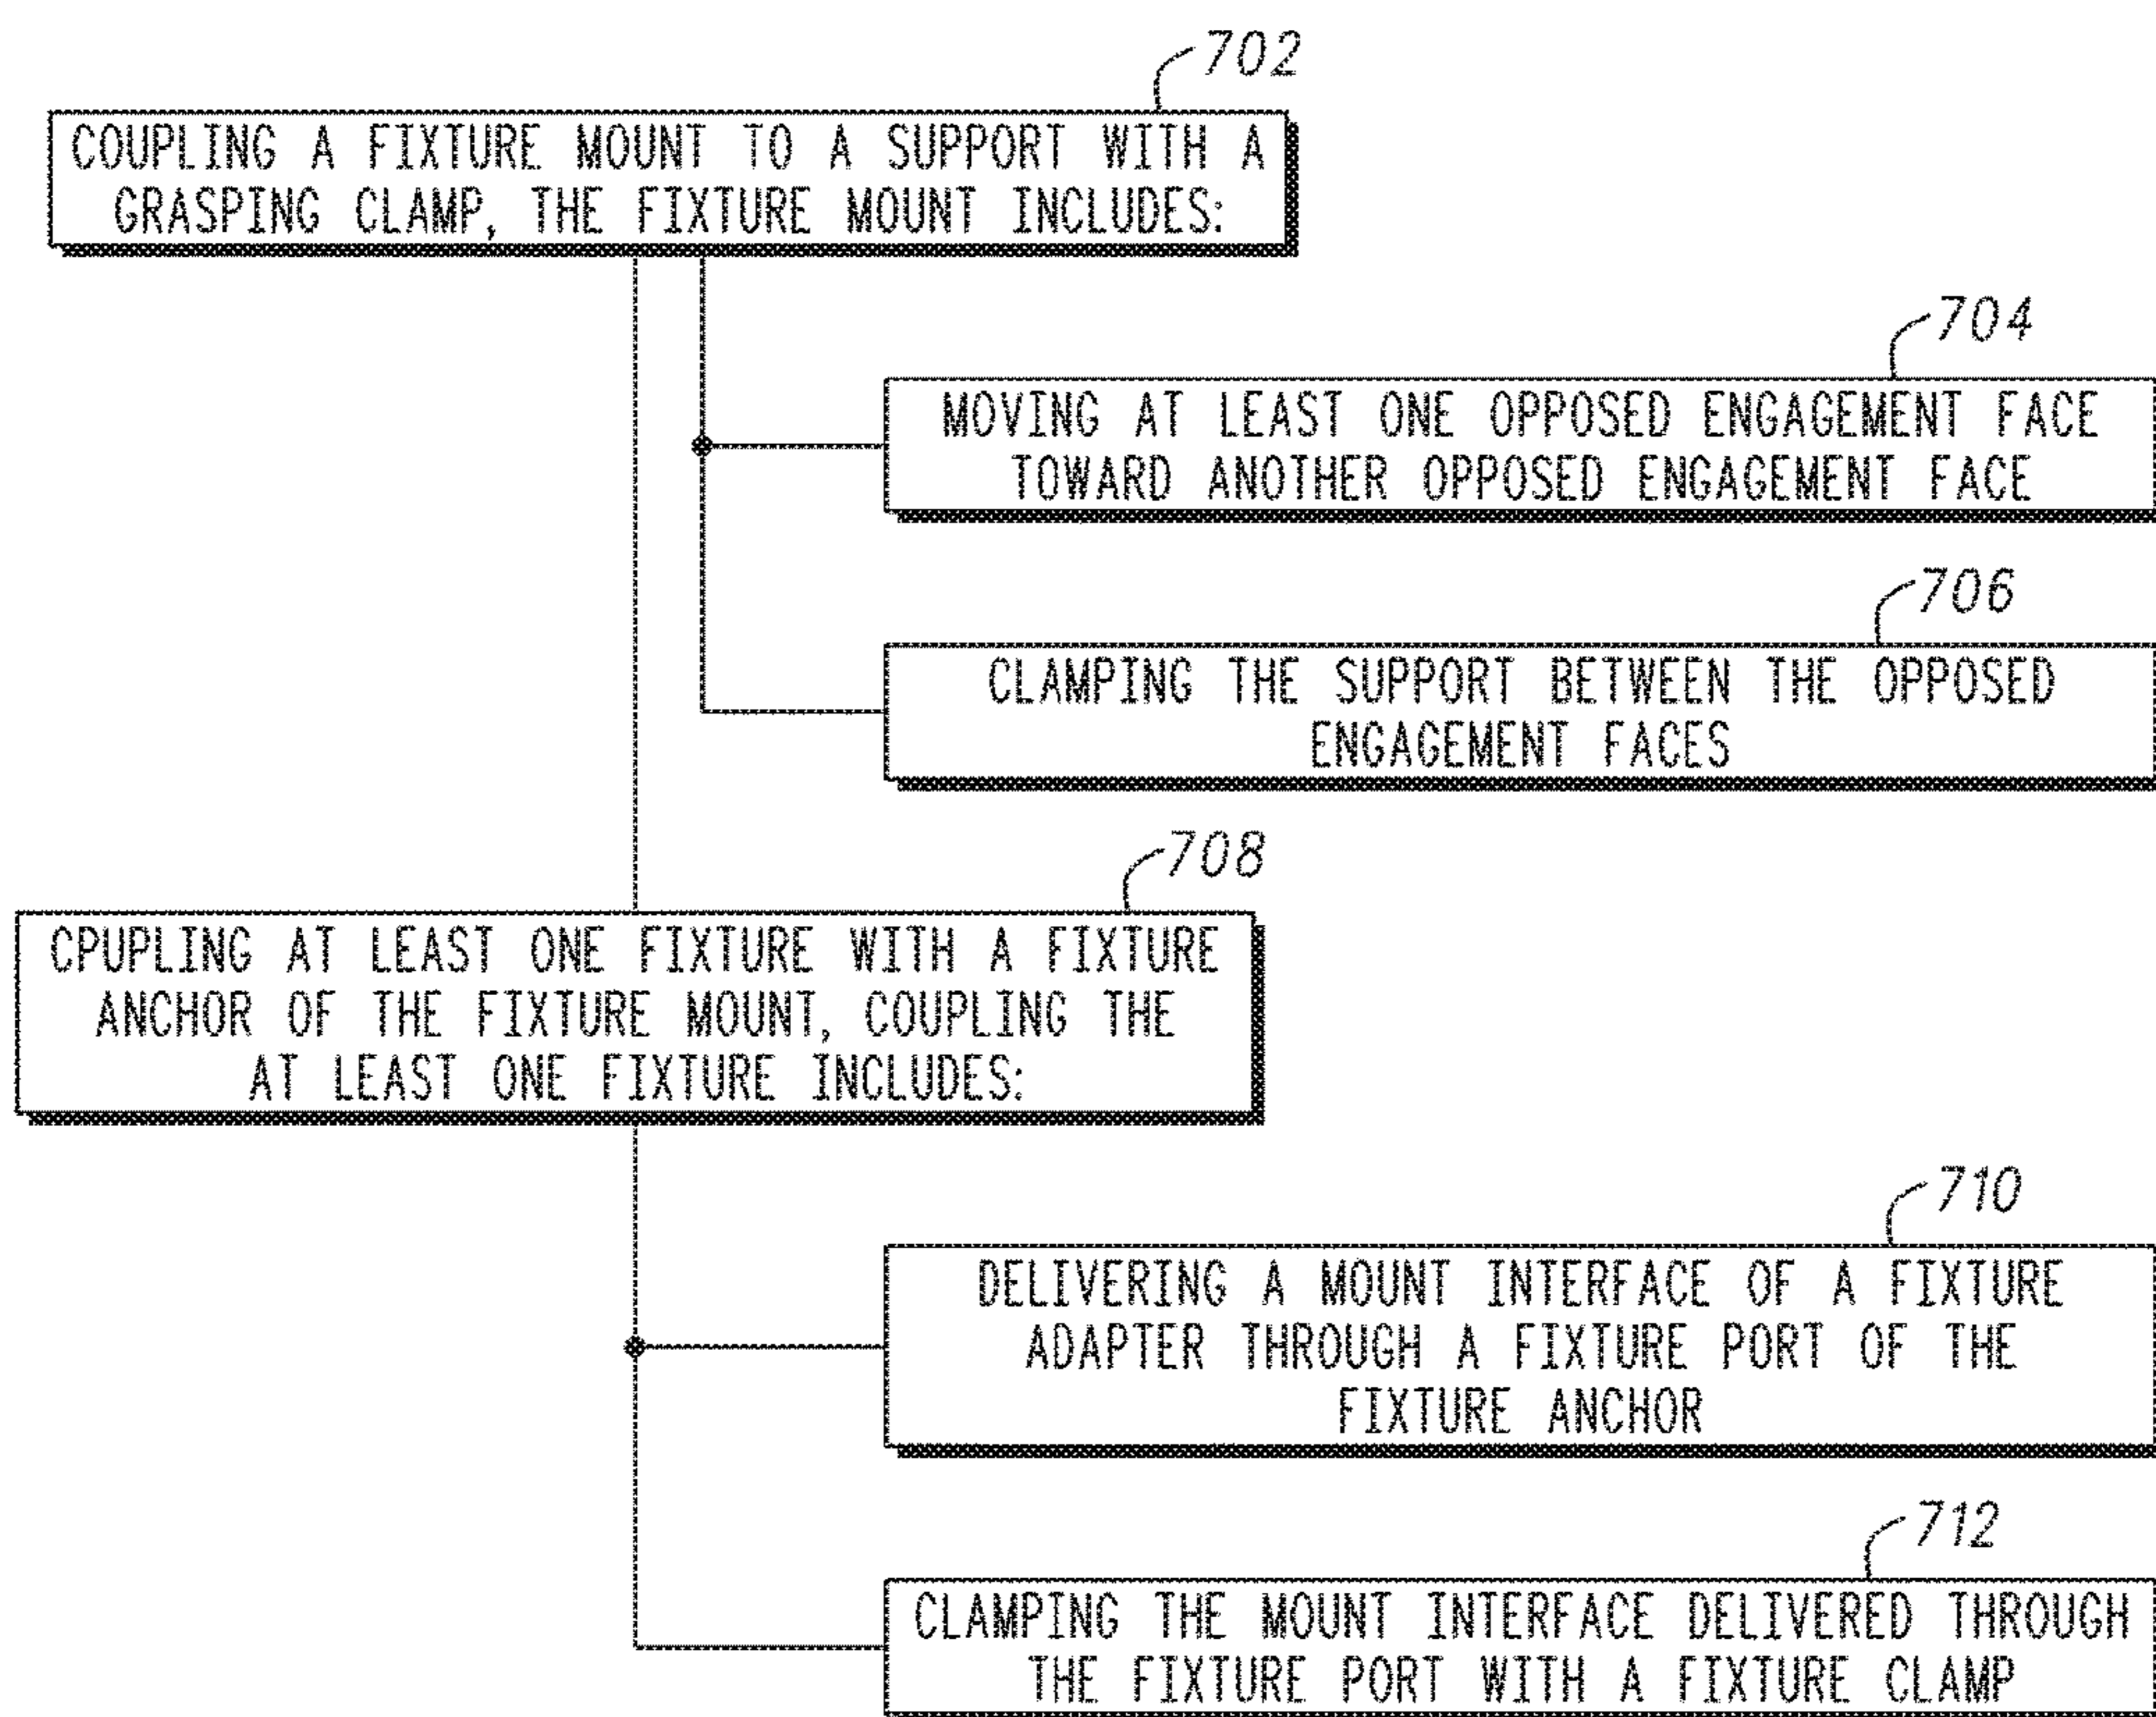 702
COUPLING A FIXTURE MOUNT TO A SUPPORT WITH A
GRASPING CLAMP, THE FIXTURE MOUNT INCLUDES:
704
MOVING AT LEAST ONE OPPOSED ENGAGEMENT FACE
TOWARD ANOTHER OPPOSED ENGAGEMENT FACE
706
CLAMPING THE SUPPORT BETWEEN THE OPPOSED
ENGAGEMENT FACES
708
CPUPLING AT LEAST ONE FIXTURE WITH A FIXTURE
ANCHOR OF THE FIXTURE MOUNT, COUPLING THE
AT LEAST ONE FIXTURE INCLUDES:
710
DELIVERING A MOUNT INTERFACE OF A FIXTURE
ADAPTER THROUGH A FIXTURE PORT OF THE
FIXTURE ANCHOR
712
CLAMPING THE MOUNT INTERFACE DELIVERED THROUGH
THE FIXTURE PORT WITH A FIXTURE CLAMP